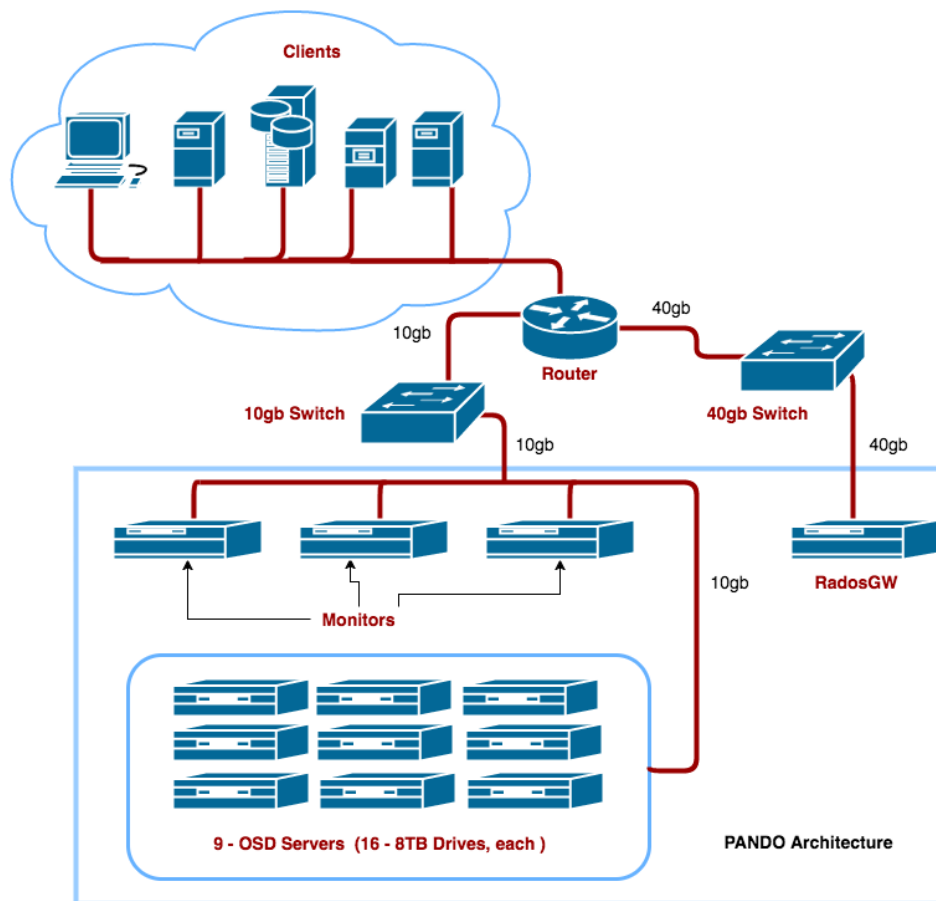 Clients
40gb
10gb
Router
10gb Switch
40gb Switch
10gb
40gb
RadosGW
10gb
Monitors
9 - OSD Servers (16 - 8TB Drives, each )
PANDO Architecture